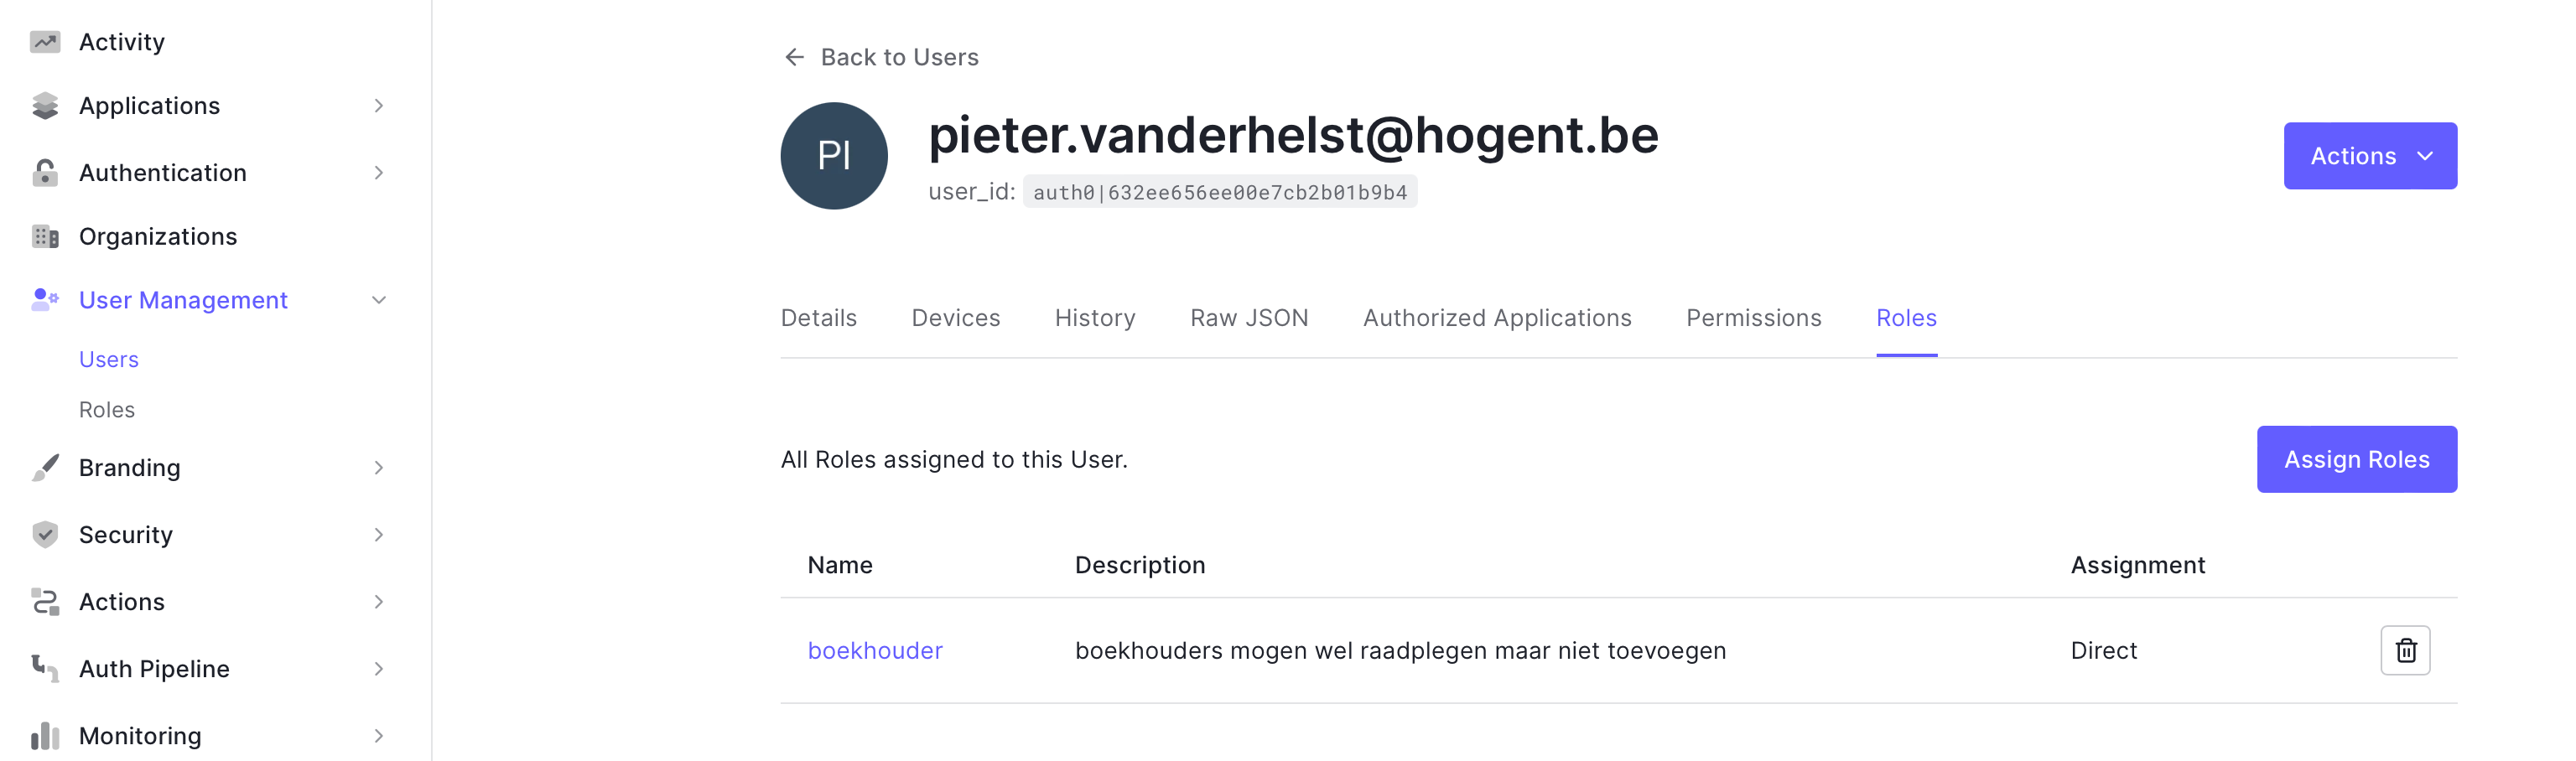 Activity
Applications
Authentication
Organizations
User Management
Users
Roles
Branding
Security
Actions
Auth Pipeline
Monitoring
Back to Users
PI
pieter.vanderhelst@hogent.be
user_id: auth0|632ee656ee00e7cb2b01b9b4
Actions
Details Devices History Raw JSON Authorized Applications Permissions Roles
All Roles assigned to this User.
Assign Roles
Name Description Assignment
boekhouder boekhouders mogen wel raadplegen maar niet toevoegen Direct